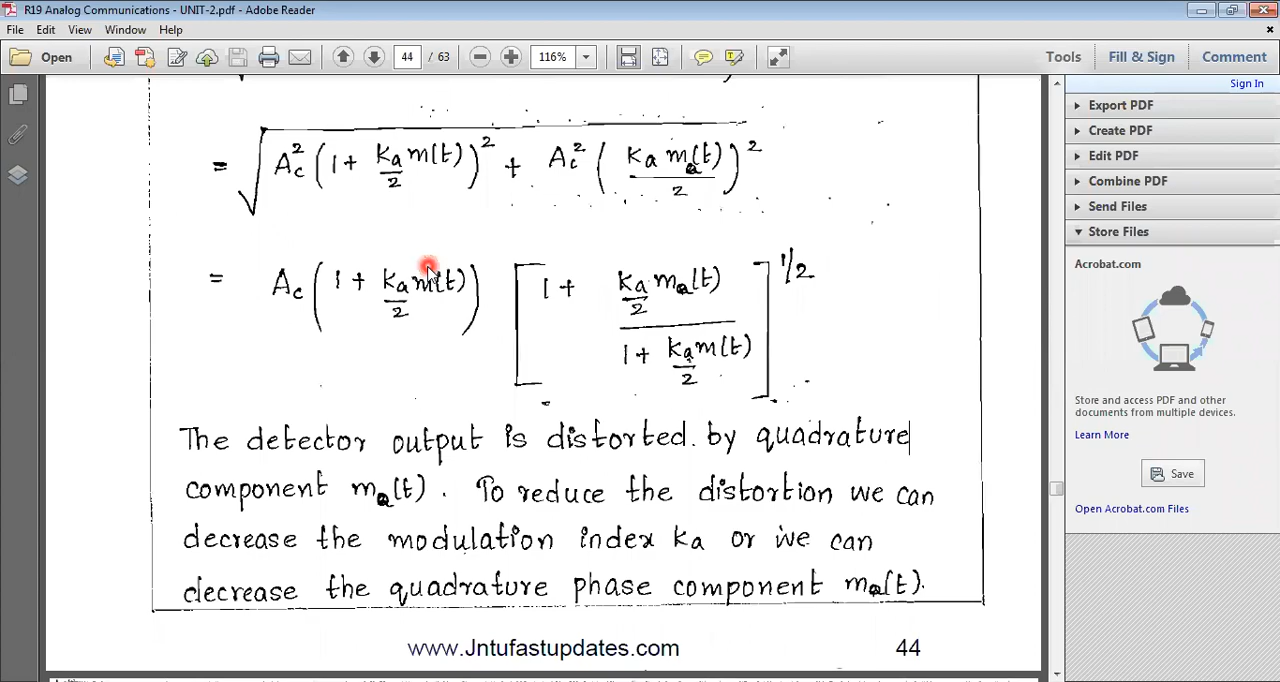 R19 Analog Communications - UNIT-2.pdf - Adobe Reader
File Edit View Window Help
Open 44 / 63 116% Tools Fill & Sign Comment
Sign In
Export PDF
Create PDF
Edit PDF
Combine PDF
Send Files
Store Files
Acrobat.com
Store and access PDF and other
documents from multiple devices.
Learn More
Save
Open Acrobat.com Files
= √ Ac² (1 + ka/2 m(t))² + Ac² (ka mQ(t)/2)²
= Ac (1 + ka/2 m(t)) [1 + (ka/2 mQ(t))/(1 + ka/2 m(t))]^1/2
The detector output is distorted. by quadrature
component mQ(t). To reduce the distortion we can
decrease the modulation index ka or we can
decrease the quadrature phase component mQ(t).
www.Jntufastupdates.com 44